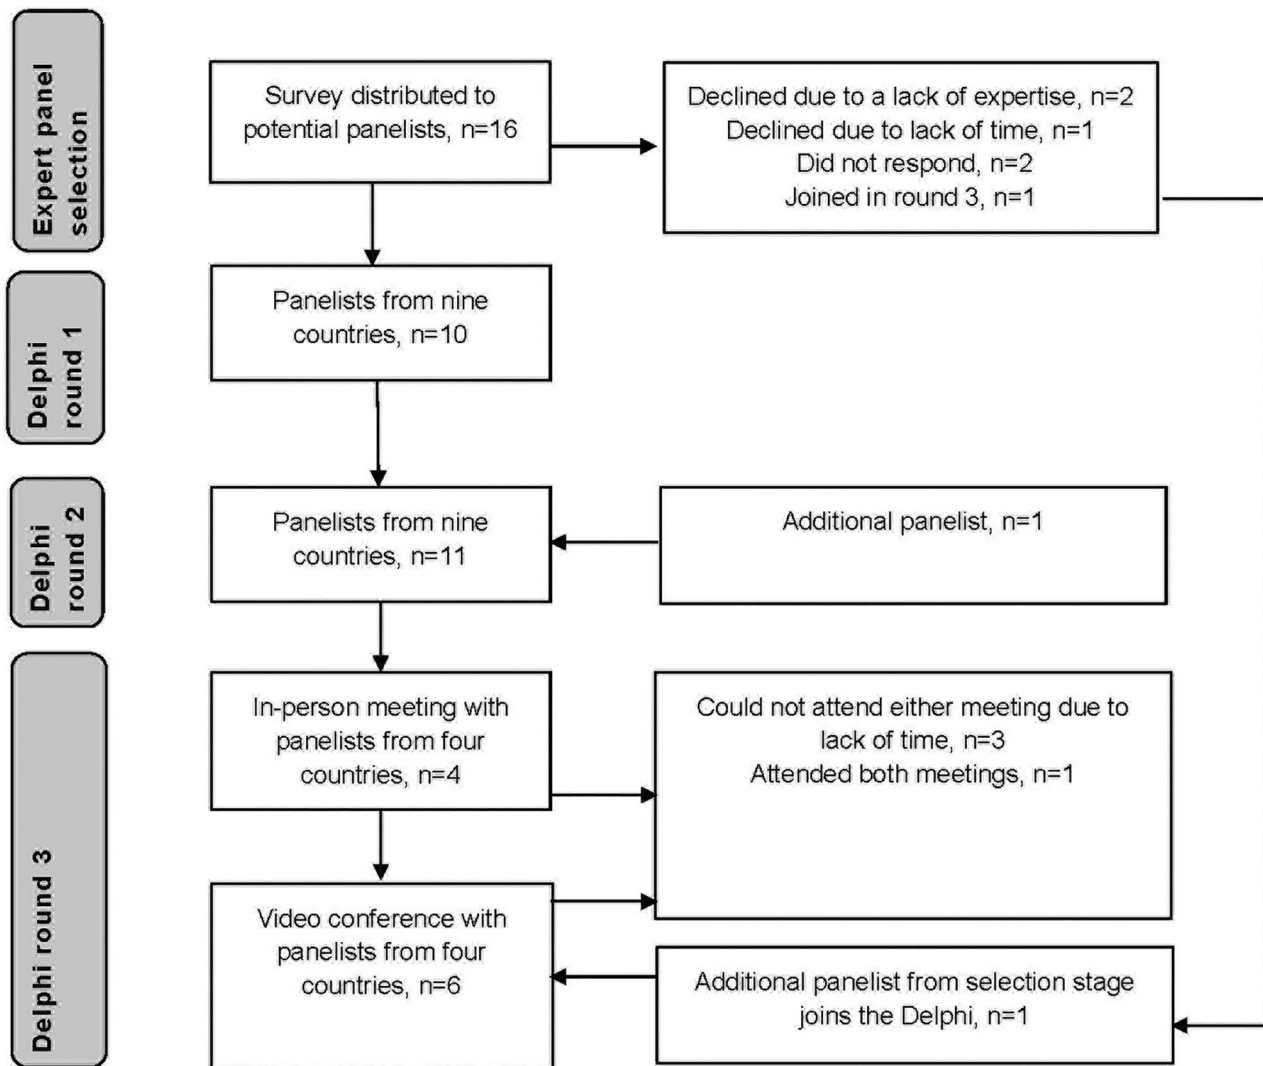 Expert panel
selection
Survey distributed to
potential panelists, n=16
Declined due to a lack of expertise, n=2
Declined due to lack of time, n=1
Did not respond, n=2
Joined in round 3, n=1
Delphi
round 1
Panelists from nine
countries, n=10
Delphi
round 2
Panelists from nine
countries, n=11
Additional panelist, n=1
Delphi round 3
In-person meeting with
panelists from four
countries, n=4
Could not attend either meeting due to
lack of time, n=3
Attended both meetings, n=1
Video conference with
panelists from four
countries, n=6
Additional panelist from selection stage
joins the Delphi, n=1